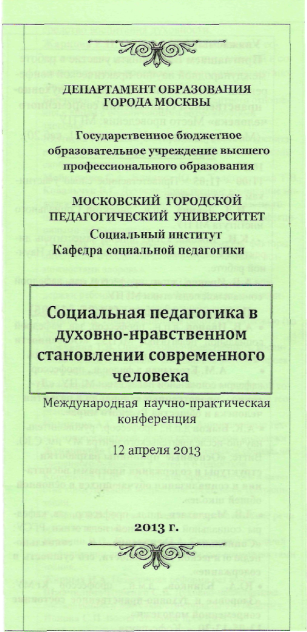 ДЕПАРТАМЕНТ ОБРАЗОВАНИЯ
ГОРОДА МОСКВЫ
Государственное бюджетное
образовательное учреждение высшего
профессионального образования
МОСКОВСКИЙ ГОРОДСКОЙ
ПЕДАГОГИЧЕСКИЙ УНИВЕРСИТЕТ
Социальный институт
Кафедра социальной педагогики
Социальная педагогика в
духовно-нравственном
становлении современного
человека
Международная научно-практическая
конференция
12 апреля 2013
2013 г.